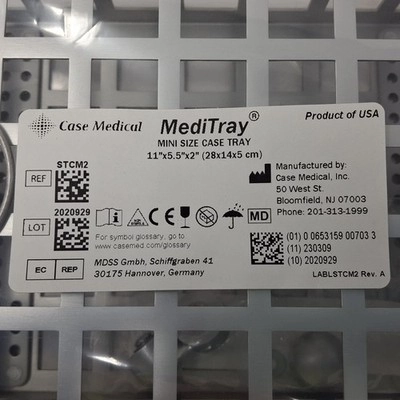 Case Medical
MediTray®
Product of USA
MINI SIZE CASE TRAY
11"x5.5"x2" (28x14x5 cm)
REF
STCM2
LOT
2020929
Manufactured by:
Case Medical, Inc.
50 West St.
Bloomfield, NJ 07003
Phone: 201-313-1999
MD
For symbol glossary, go to:
www.casemed.com/glossary
EC REP
MDSS Gmbh, Schiffgraben 41
30175 Hannover, Germany
(01) 0 0653159 00703 3
(11) 230309
(10) 2020929
LABLSTCM2 Rev. A